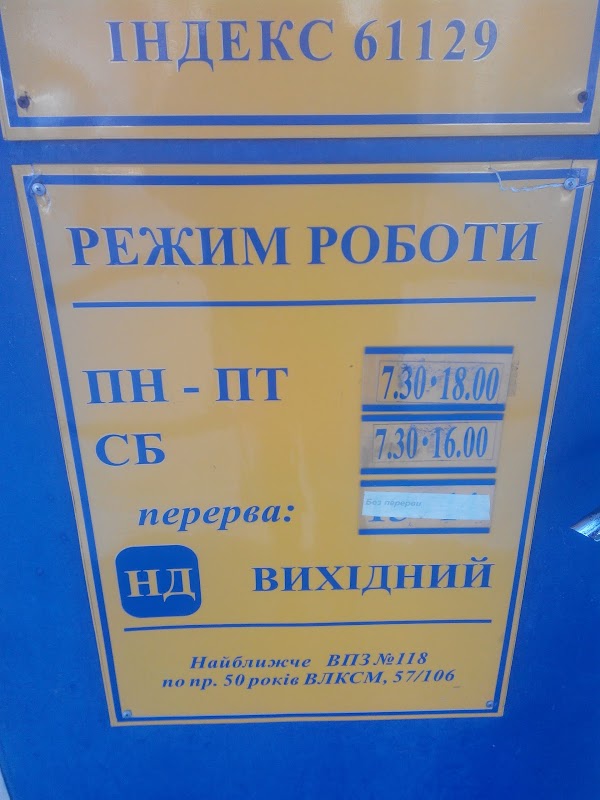 ІНДЕКС 61129
РЕЖИМ РОБОТИ
ПН - ПТ 7.30·18.00
СБ 7.30·16.00
перерва: Без перерви
НД ВИХІДНИЙ
Найближче ВПЗ №118
по пр. 50 років ВЛКСМ, 57/106